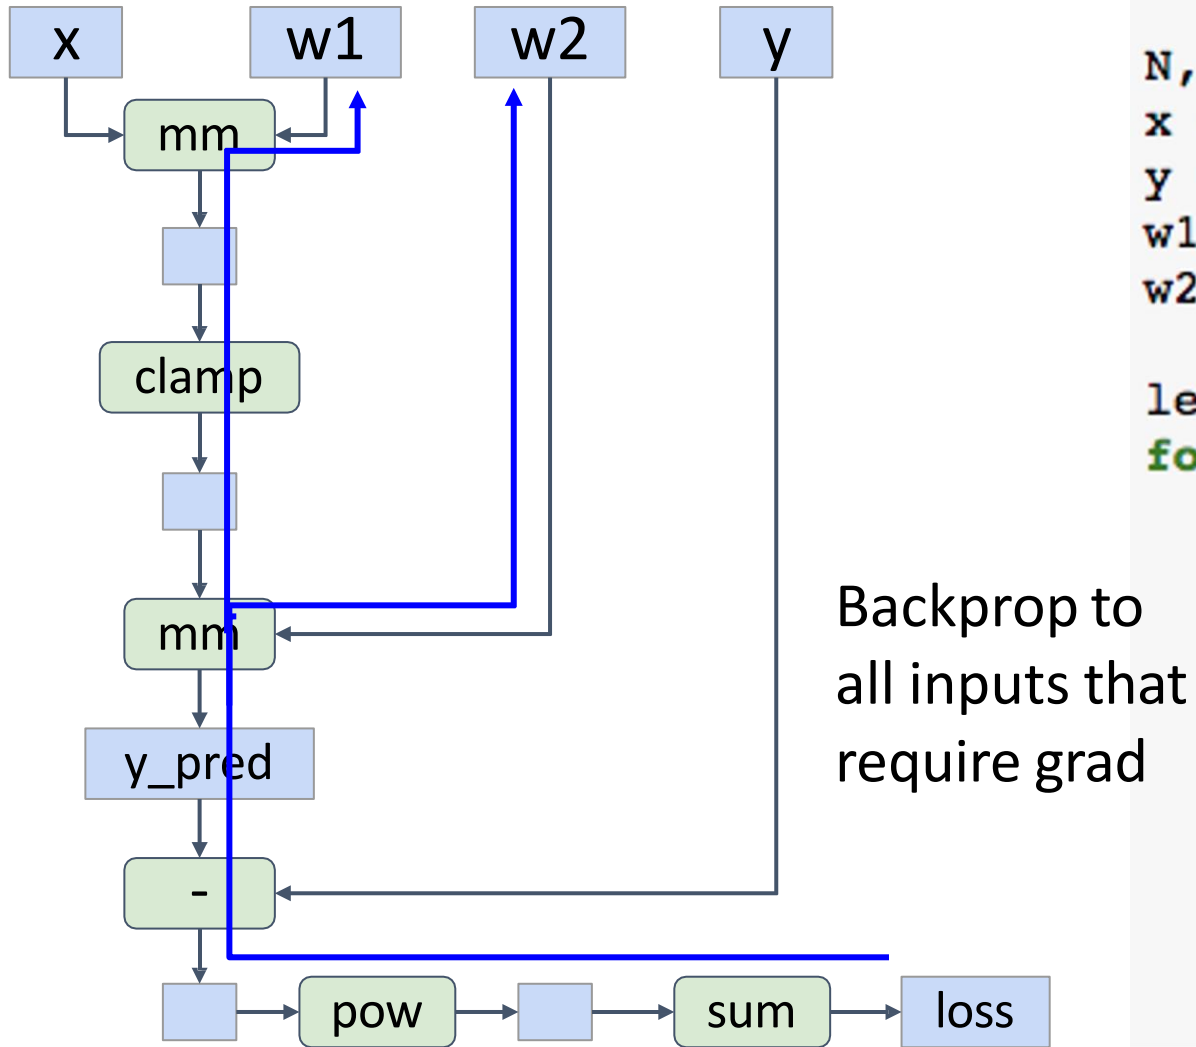 x
w1
w2
y
mm
clamp
mm
y_pred
-
pow
sum
loss
Backprop to
all inputs that
require grad
N,
x
y
w1
w2
le
fo